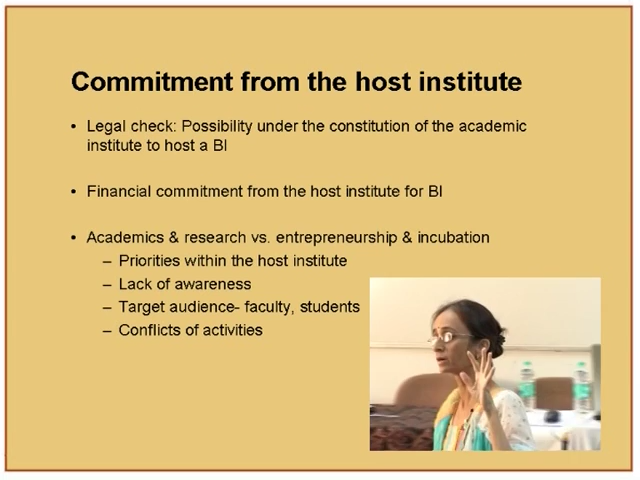 Commitment from the host institute
• Legal check: Possibility under the constitution of the academic
institute to host a BI
• Financial commitment from the host institute for BI
• Academics & research vs. entrepreneurship & incubation
– Priorities within the host institute
– Lack of awareness
– Target audience- faculty, students
– Conflicts of activities